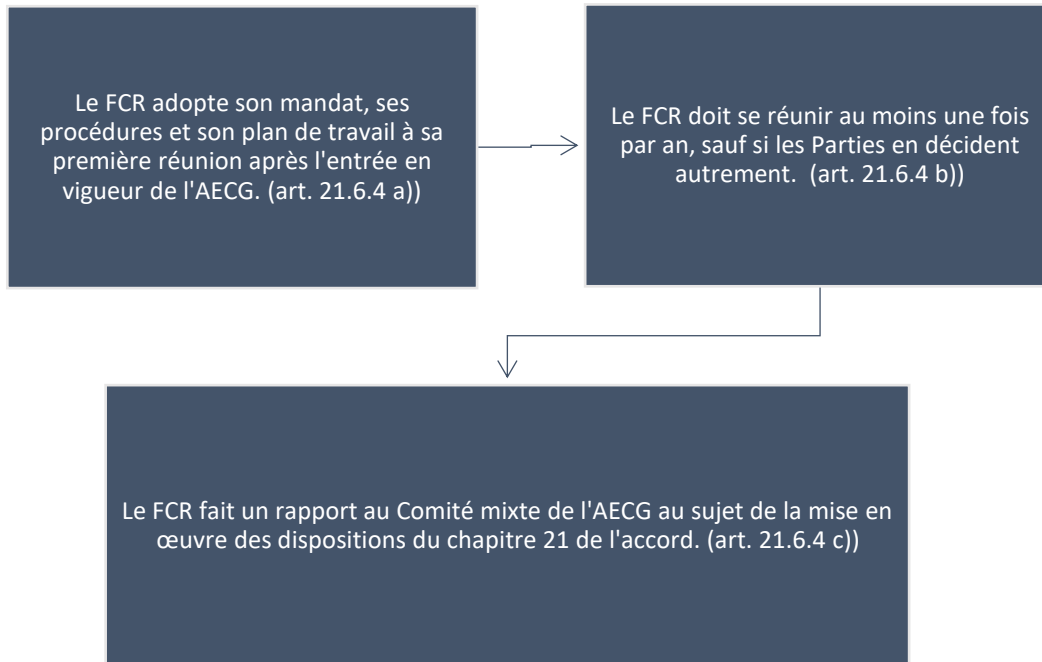 Le FCR adopte son mandat, ses
procédures et son plan de travail à sa
première réunion après l'entrée en
vigueur de l'AECG. (art. 21.6.4 a))
Le FCR doit se réunir au moins une fois
par an, sauf si les Parties en décident
autrement.  (art. 21.6.4 b))
Le FCR fait un rapport au Comité mixte de l'AECG au sujet de la mise en
œuvre des dispositions du chapitre 21 de l'accord. (art. 21.6.4 c))